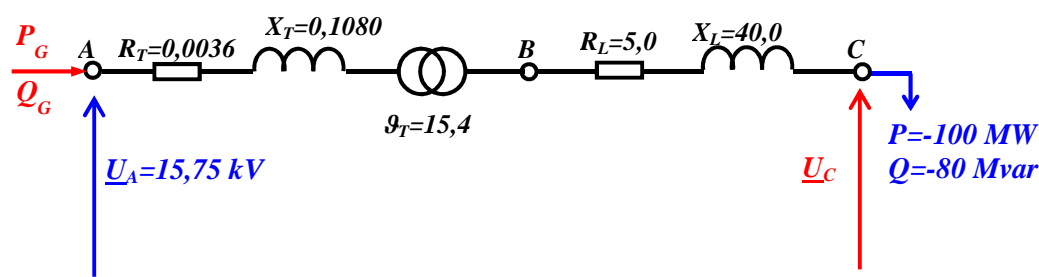 P_G
Q_G
A
R_T=0,0036
X_T=0,1080
ϑ_T=15,4
B
R_L=5,0
X_L=40,0
C
U_A=15,75 kV
U_C
P=-100 MW
Q=-80 Mvar